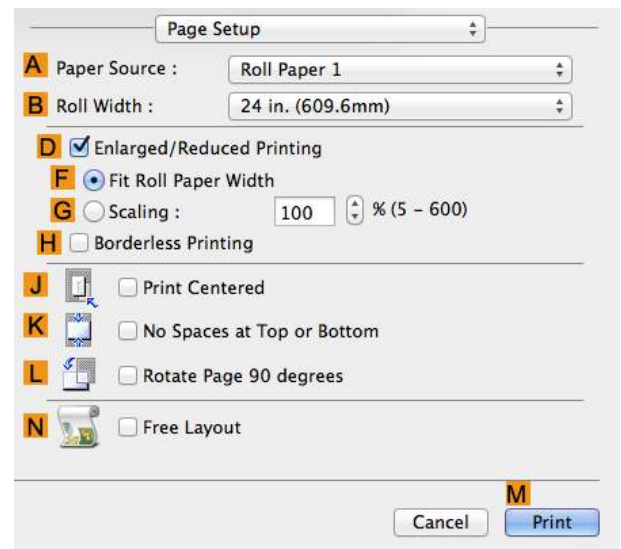 Page Setup
A Paper Source : Roll Paper 1
B Roll Width : 24 in. (609.6mm)
D Enlarged/Reduced Printing
F Fit Roll Paper Width
G Scaling : 100 % (5 - 600)
H Borderless Printing
J Print Centered
K No Spaces at Top or Bottom
L Rotate Page 90 degrees
N Free Layout
M
Cancel Print